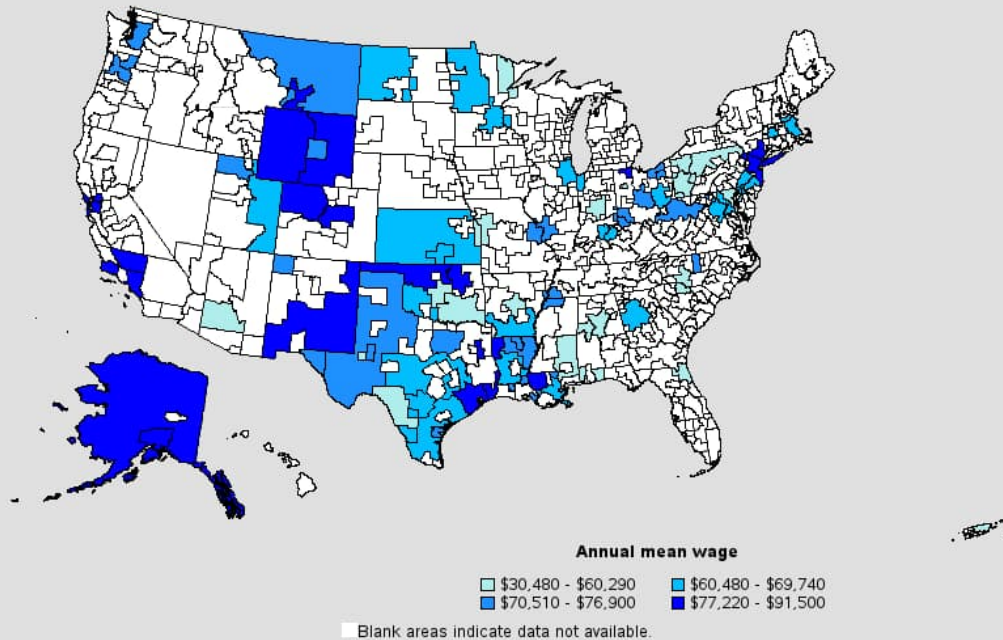 Annual mean wage
$30,480 - $60,290 $60,480 - $69,740
$70,510 - $76,900 $77,220 - $91,500
Blank areas indicate data not available.